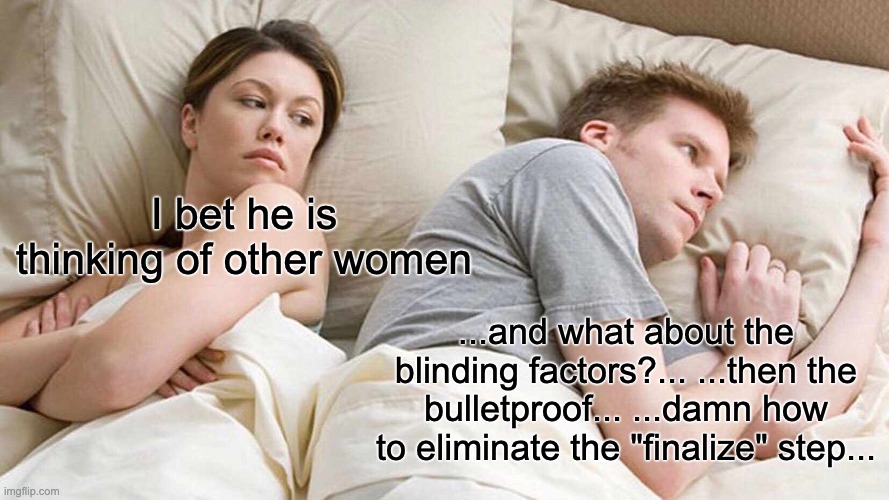 I bet he is
thinking of other women
...and what about the
blinding factors?... ...then the
bulletproof... ...damn how
to eliminate the "finalize" step...
imgflip.com